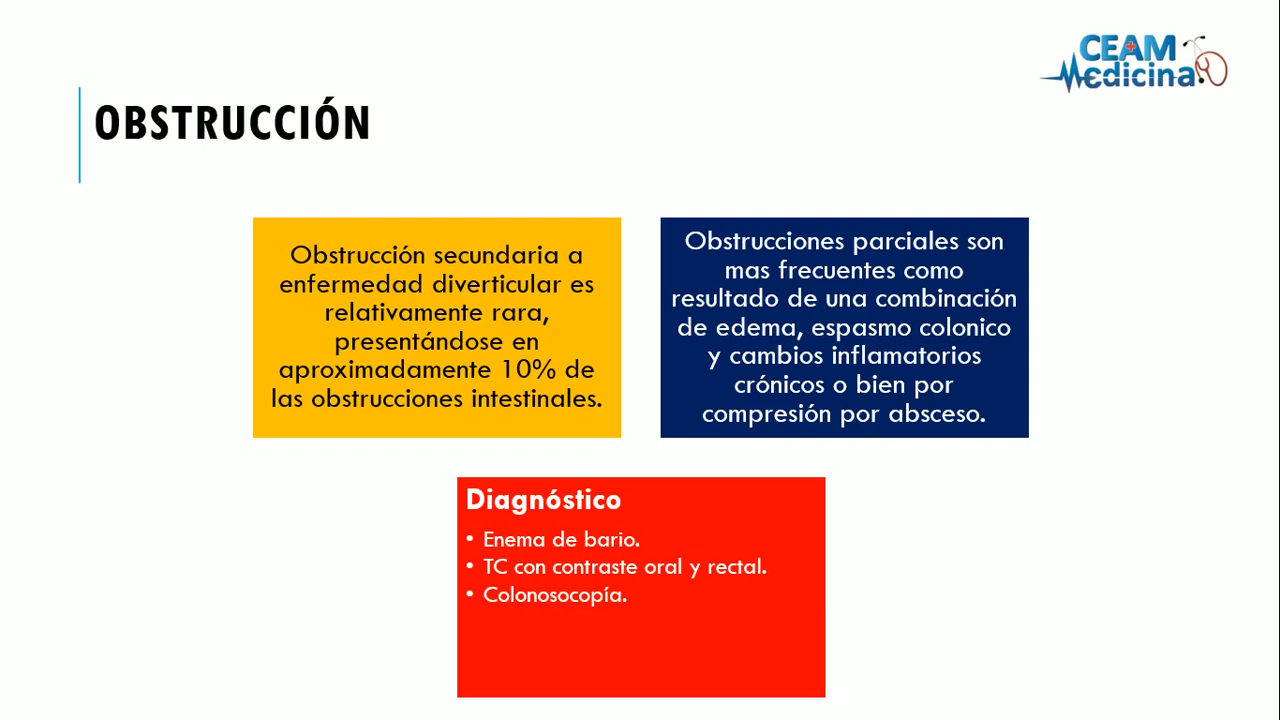 CEAM
Medicina
OBSTRUCCIÓN
Obstrucción secundaria a
enfermedad diverticular es
relativamente rara,
presentándose en
aproximadamente 10% de
las obstrucciones intestinales.
Obstrucciones parciales son
mas frecuentes como
resultado de una combinación
de edema, espasmo colonico
y cambios inflamatorios
crónicos o bien por
compresión por absceso.
Diagnóstico
• Enema de bario.
• TC con contraste oral y rectal.
• Colonosocopía.